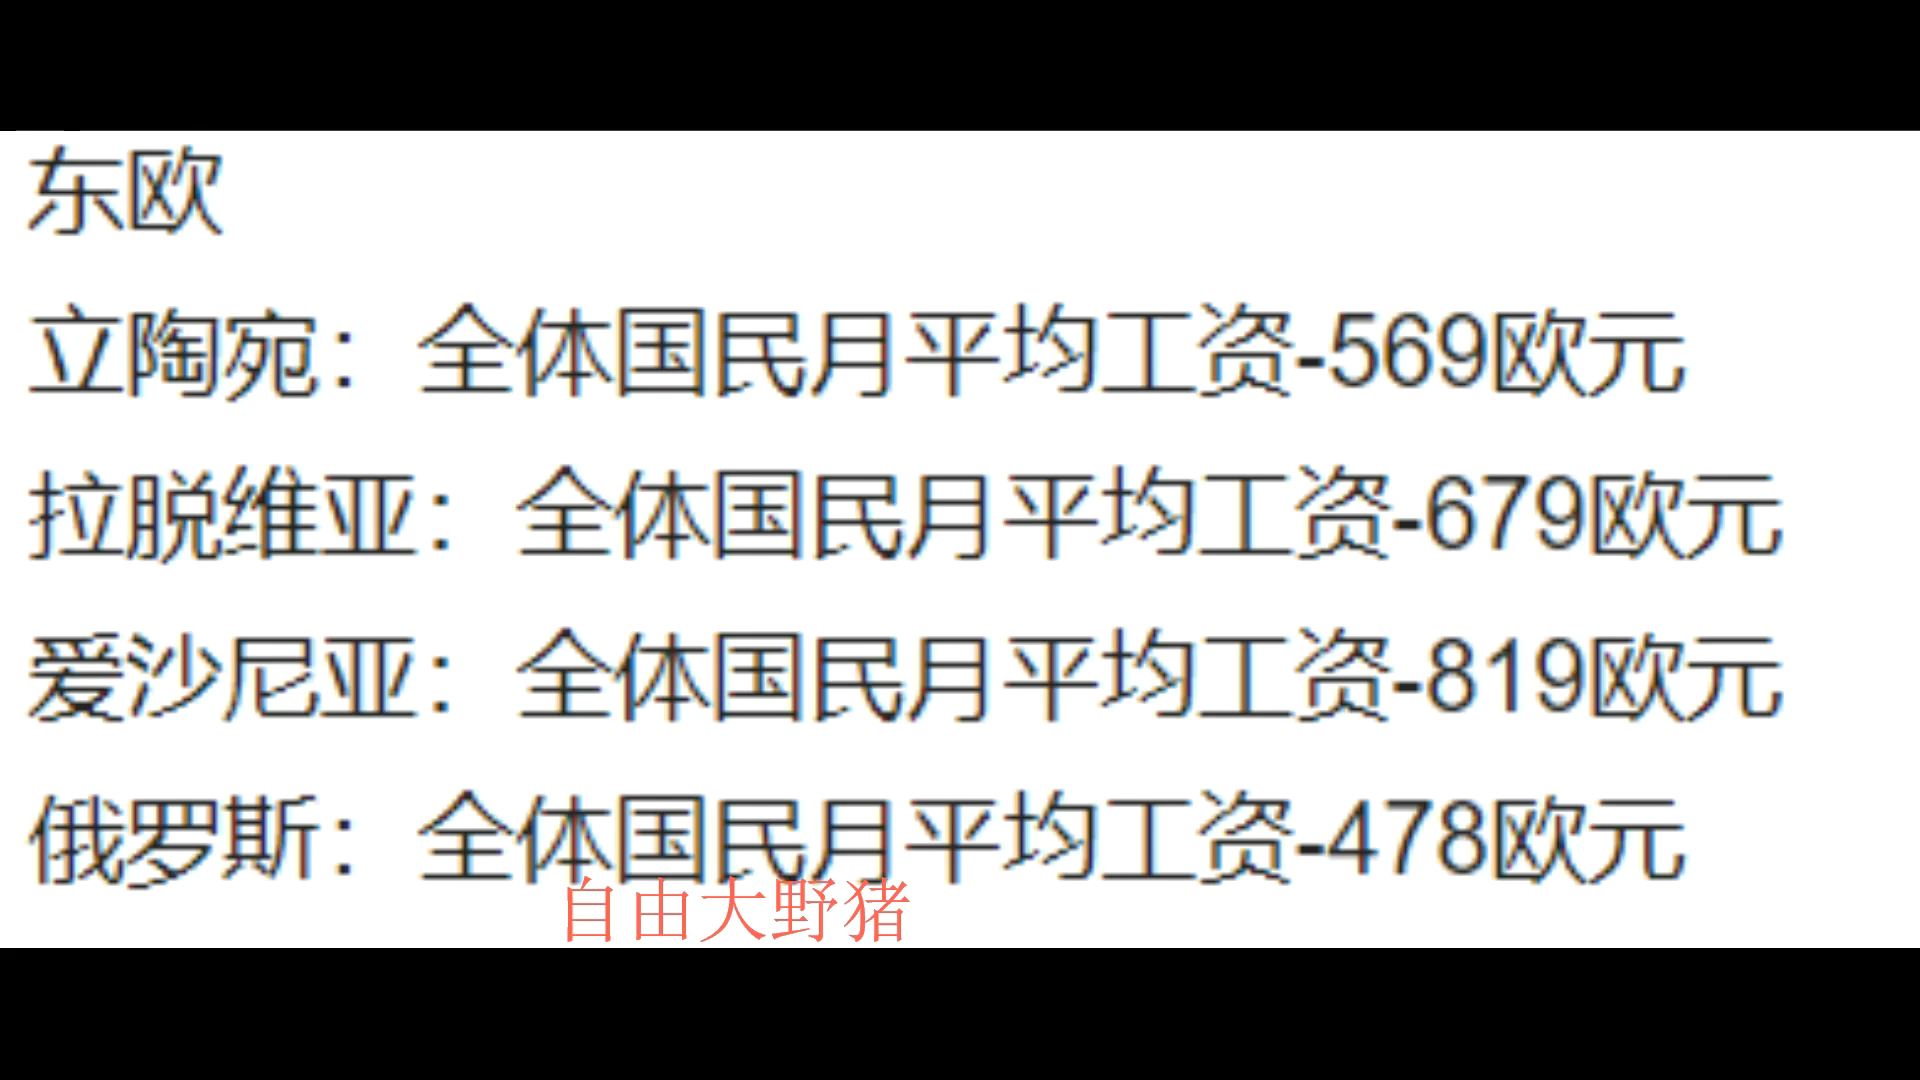 东欧
立陶宛：全体国民月平均工资-569欧元
拉脱维亚：全体国民月平均工资-679欧元
爱沙尼亚：全体国民月平均工资-819欧元
俄罗斯：全体国民月平均工资-478欧元
自由大野猪